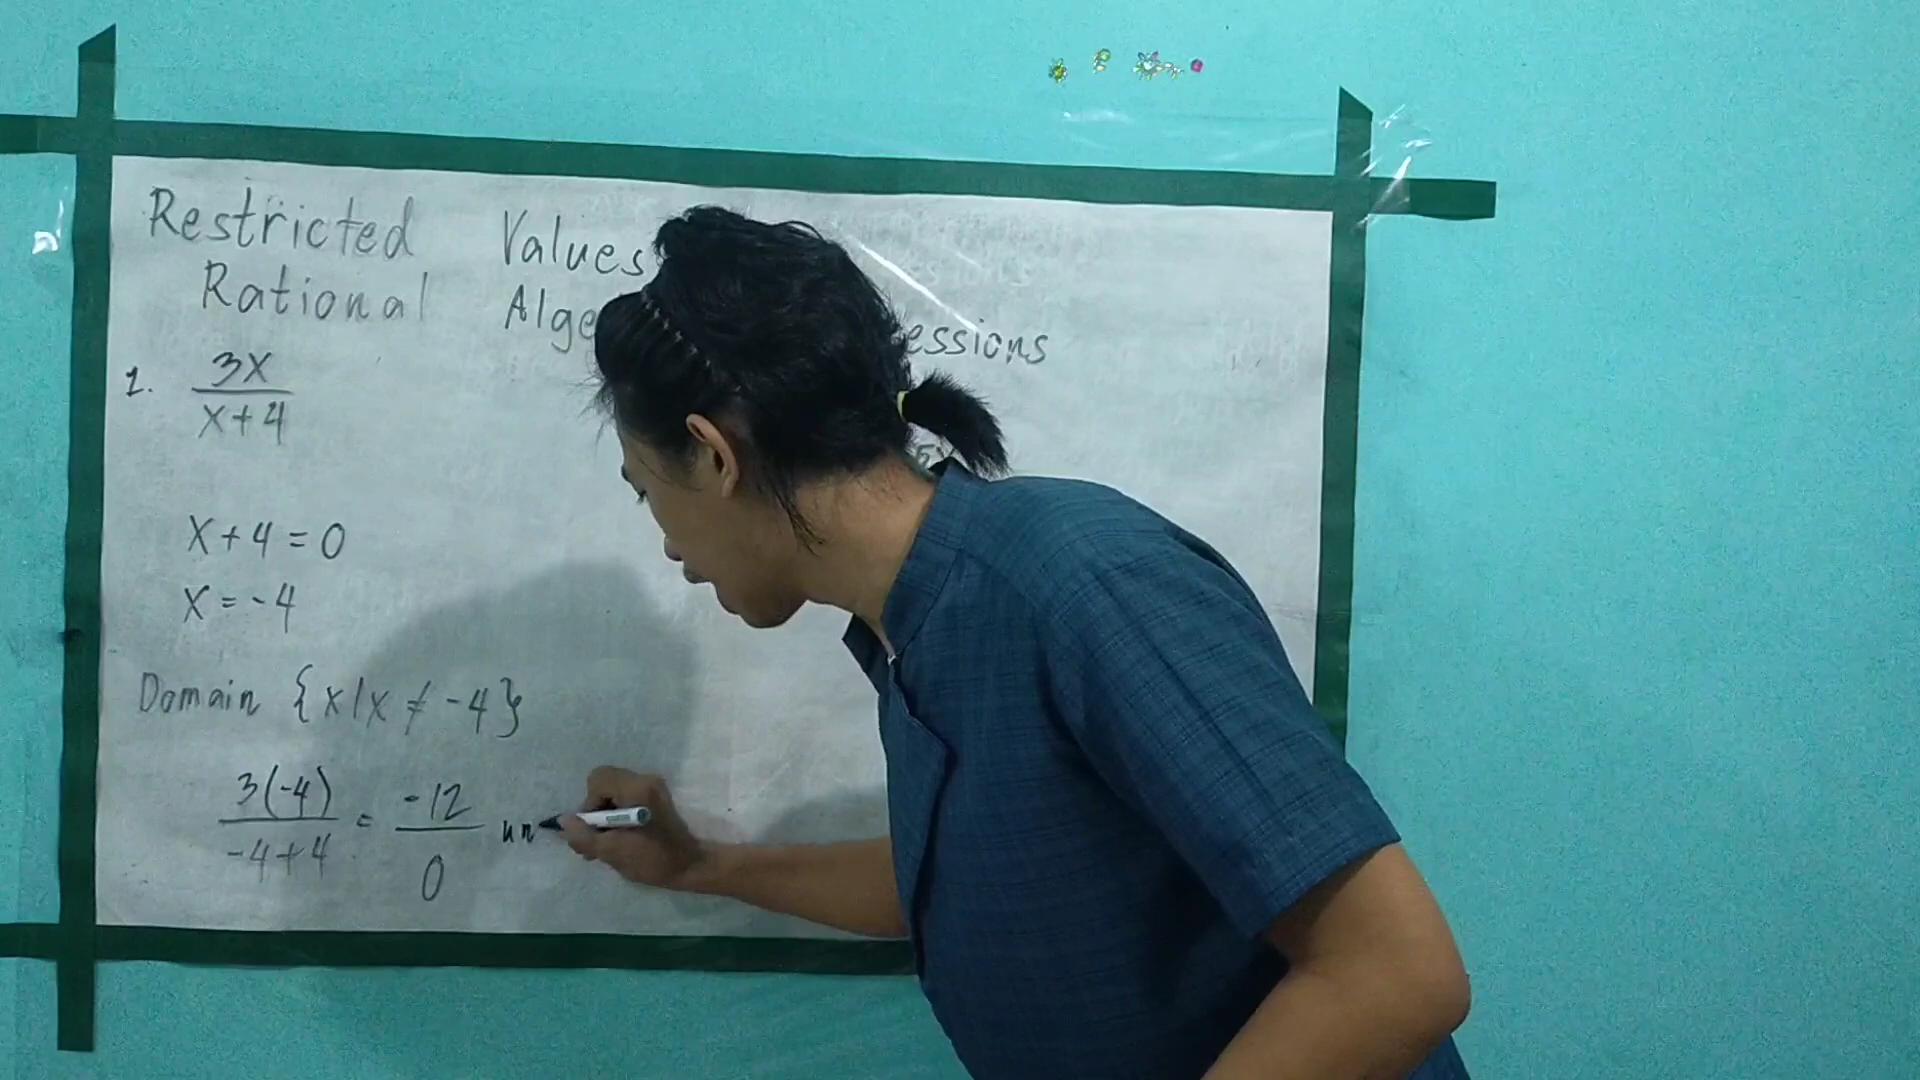 Restricted Values
Rational Alge essions
1. 3x
x+4
x+4=0
x=-4
Domain {x|x≠-4}
3(-4) = -12 un
-4+4 0